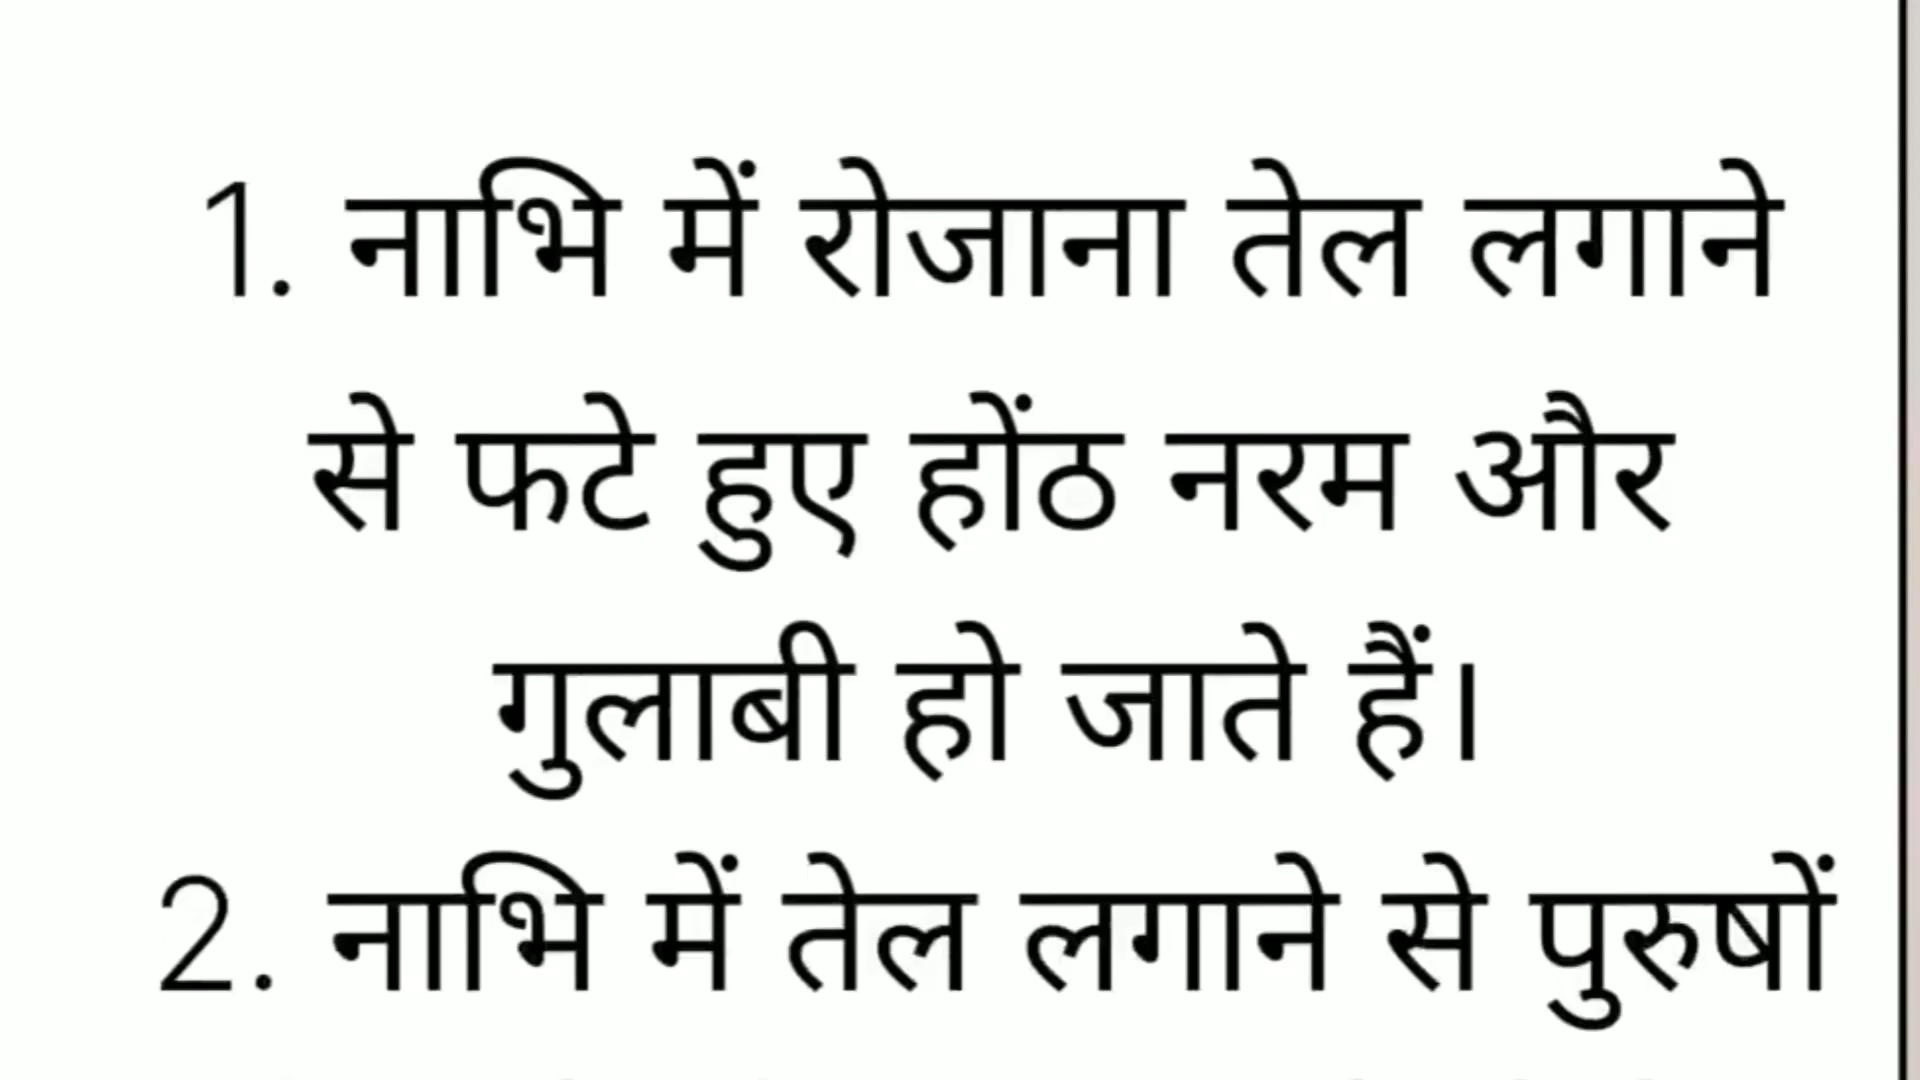 1. नाभि में रोजाना तेल लगाने
से फटे हुए होंठ नरम और
गुलाबी हो जाते हैं।
2. नाभि में तेल लगाने से पुरुषों